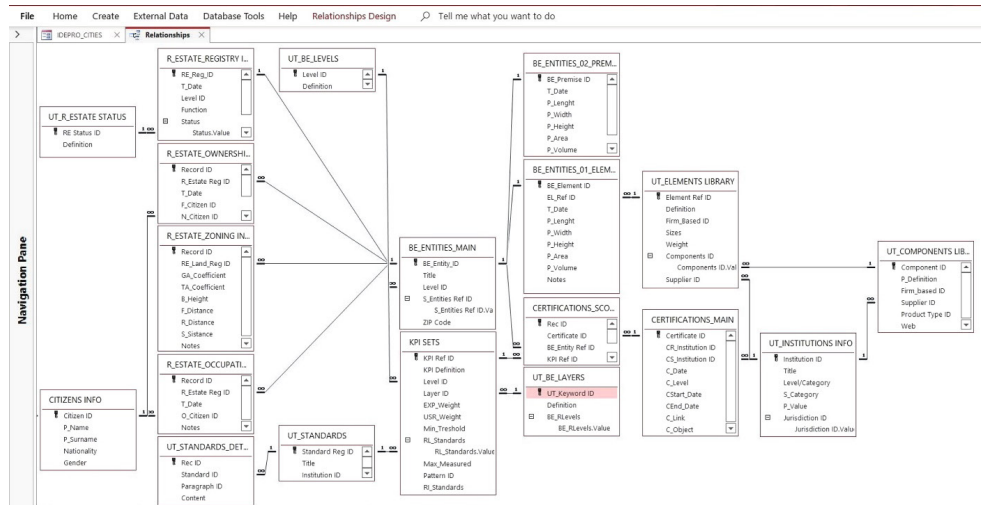 File Home Create External Data Database Tools Help Relationships Design Tell me what you want to do
IDEPRO_CITIES
Relationships
Navigation Pane
UT_R_ESTATE STATUS
RE Status ID
Definition
CITIZENS INFO
Citizen ID
P_Name
P_Surname
Nationality
Gender
R_ESTATE_REGISTRY I...
RE_Reg_ID
T_Date
Level ID
Function
Status
Status.Value
R_ESTATE_OWNERSHI...
Record ID
R_Estate Reg ID
T_Date
F_Citizen ID
N_Citizen ID
R_ESTATE_ZONING IN...
Record ID
RE_Land_Reg ID
GA_Coefficient
TA_Coefficient
B_Height
F_Distance
R_Distance
S_Sistance
Notes
R_ESTATE_OCCUPATI...
Record ID
R_Estate Reg ID
T_Date
O_Citizen ID
Notes
UT_STANDARDS_DET...
Rec ID
Standard ID
Paragraph ID
Content
UT_BE_LEVELS
Level ID
Definition
UT_STANDARDS
Standard Reg ID
Title
Institution ID
BE_ENTITIES_MAIN
BE_Entity_ID
Title
Level ID
S_Entities Ref ID
S_Entities Ref ID.Va
ZIP Code
KPI SETS
KPI Ref ID
KPI Definition
Level ID
Layer ID
EXP_Weight
USR_Weight
Min_Treshold
RL_Standards
RL_Standards.Value
Max_Measured
Pattern ID
RI_Standards
BE_ENTITIES_02_PREM...
BE_Premise ID
T_Date
P_Lenght
P_Width
P_Height
P_Area
P_Volume
BE_ENTITIES_01_ELEM...
BE_Element ID
EL_Ref ID
T_Date
P_Lenght
P_Width
P_Height
P_Area
P_Volume
Notes
CERTIFICATIONS_SCO...
Rec ID
Certificate ID
BE_Entity Ref ID
KPI Ref ID
UT_BE_LAYERS
UT_Keyword ID
Definition
BE_RLevels
BE_RLevels.Value
UT_ELEMENTS LIBRARY
Element Ref ID
Definition
Firm_Based ID
Sizes
Weight
Components ID
Components ID.Val
Supplier ID
CERTIFICATIONS_MAIN
Certificate ID
CR_Institution ID
CS_Institution ID
C_Date
C_Level
CStart_Date
CEnd_Date
C_Link
C_Object
UT_INSTITUTIONS INFO
Institution ID
Title
Level/Category
S_Category
P_Value
Jurisdiction ID
Jurisdiction ID.Valu
UT_COMPONENTS LIB...
Component ID
P_Definition
Firm_based ID
Supplier ID
Product Type ID
Web